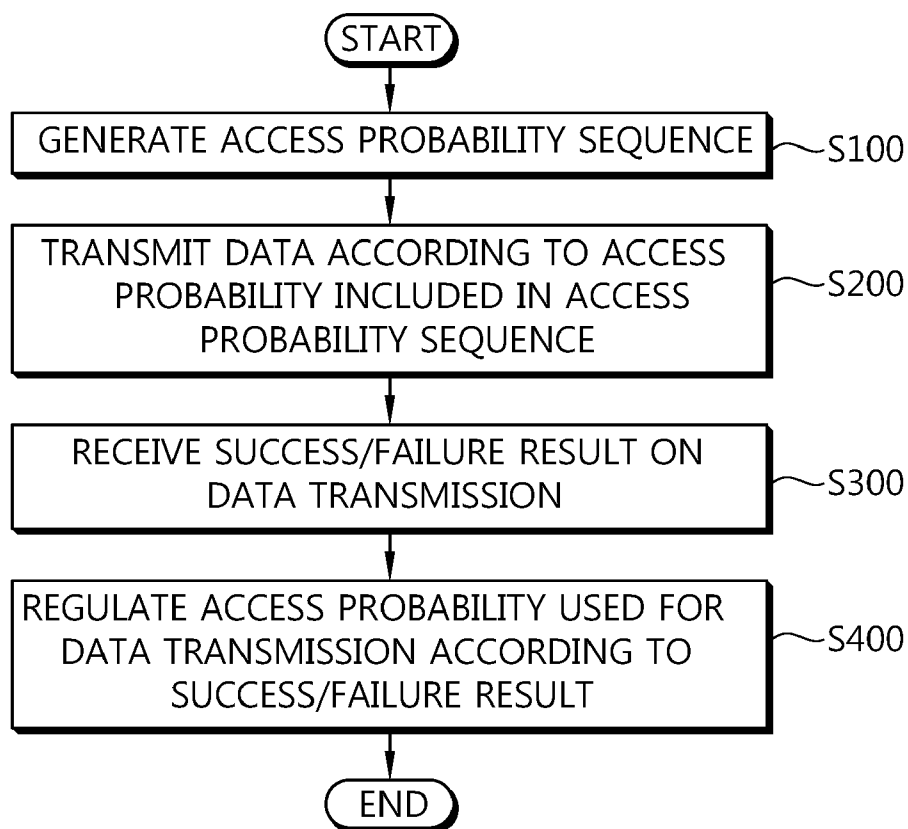 START
GENERATE ACCESS PROBABILITY SEQUENCE
S100
TRANSMIT DATA ACCORDING TO ACCESS
PROBABILITY INCLUDED IN ACCESS
PROBABILITY SEQUENCE
S200
RECEIVE SUCCESS/FAILURE RESULT ON
DATA TRANSMISSION
S300
REGULATE ACCESS PROBABILITY USED FOR
DATA TRANSMISSION ACCORDING TO
SUCCESS/FAILURE RESULT
S400
END